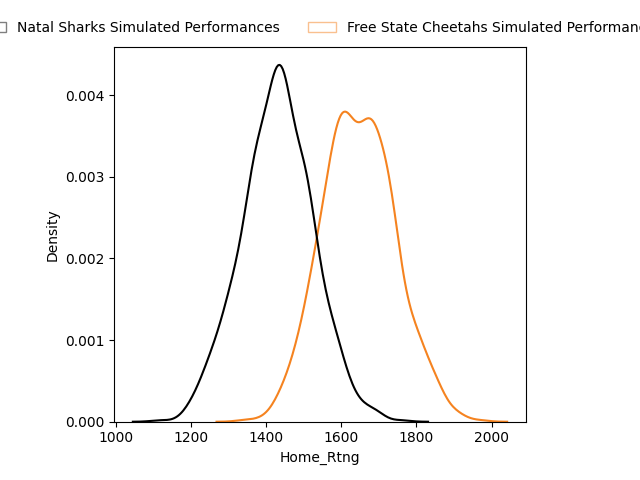 Natal Sharks Simulated Performances Free State Cheetahs Simulated
0.004
0.003
0.002
0.001
0.000
Density
1000 1200 1400 1600 1800 2000
Home_Rtng